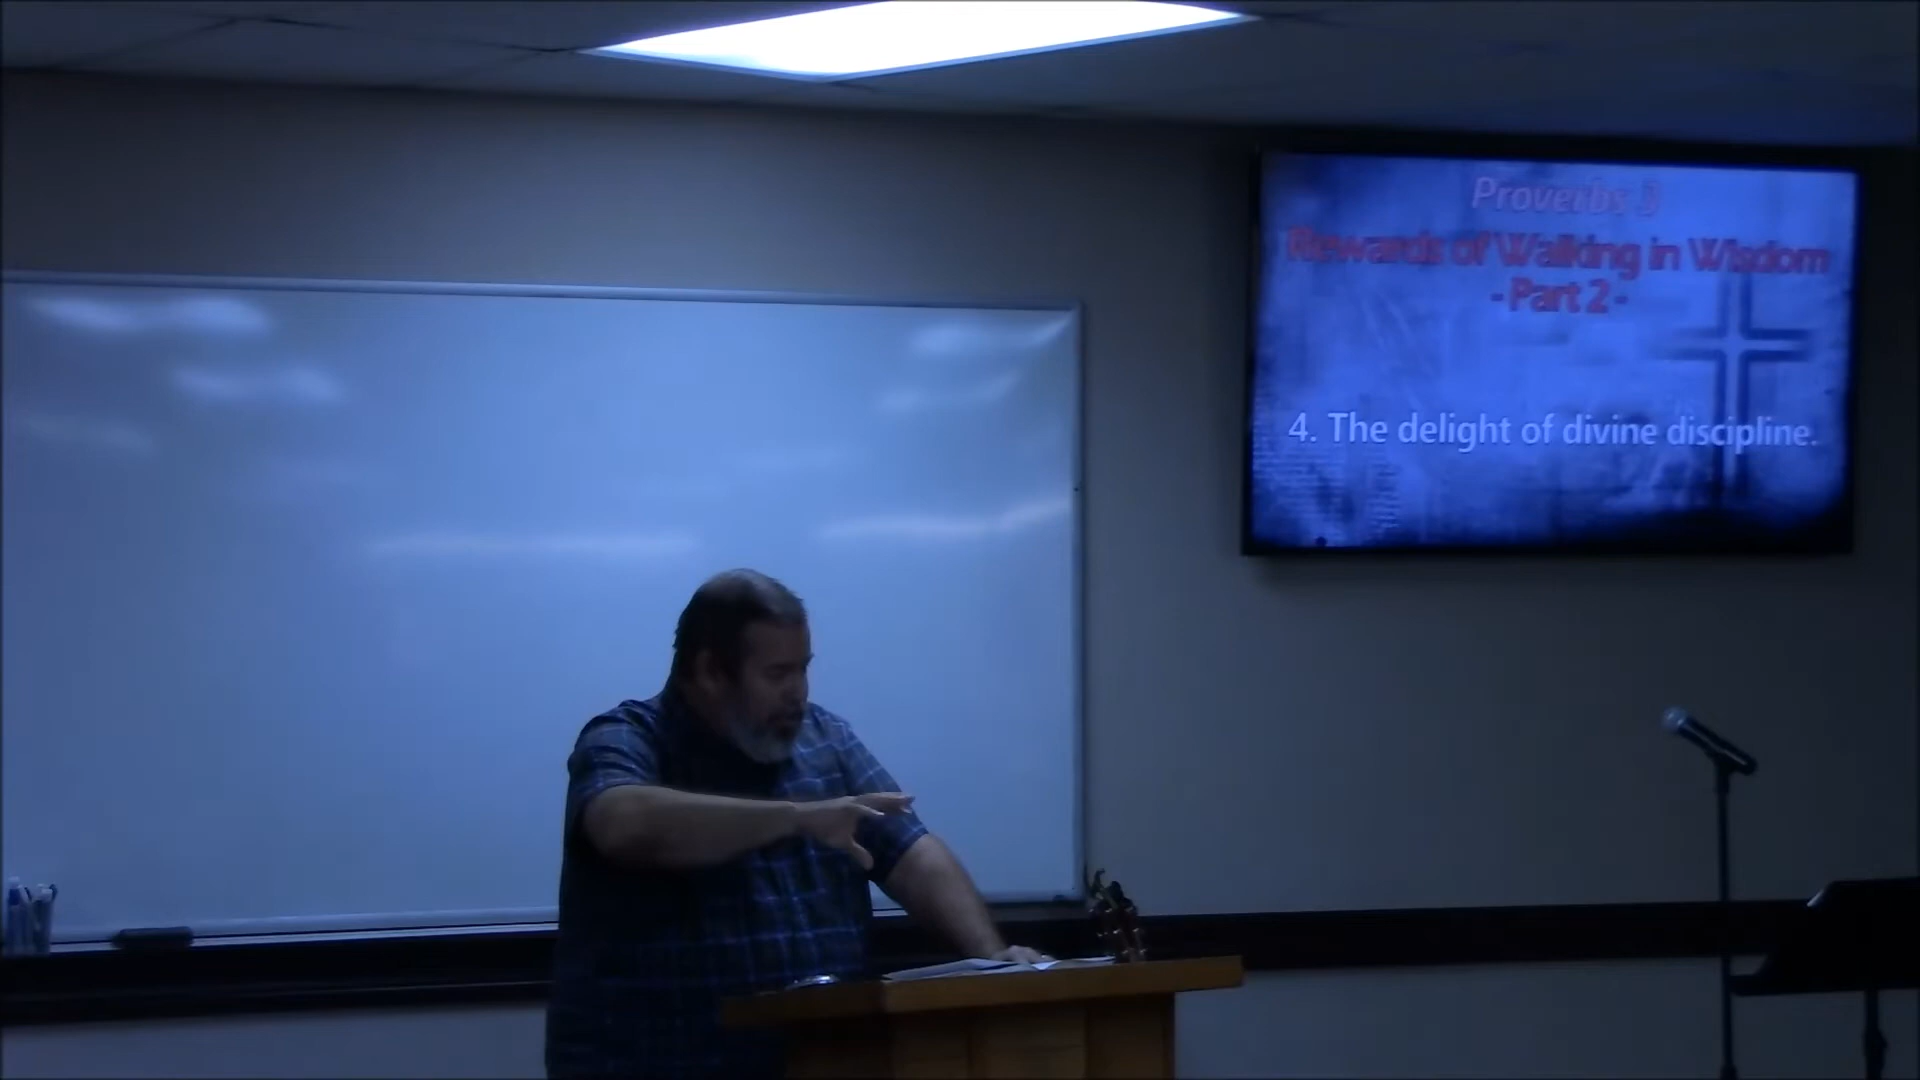 Proverbs 3
Rewards of Walking in Wisdom
- Part 2 -
4. The delight of divine discipline.